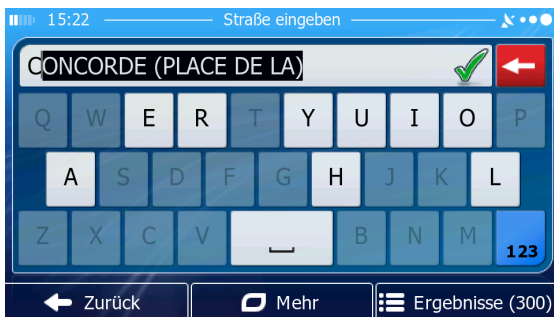 15:22 Straße eingeben
CONCORDE (PLACE DE LA)
Q W E R T Y U I O P
A S D F G H J K L
Z X C V B N M 123
Zurück Mehr Ergebnisse (300)